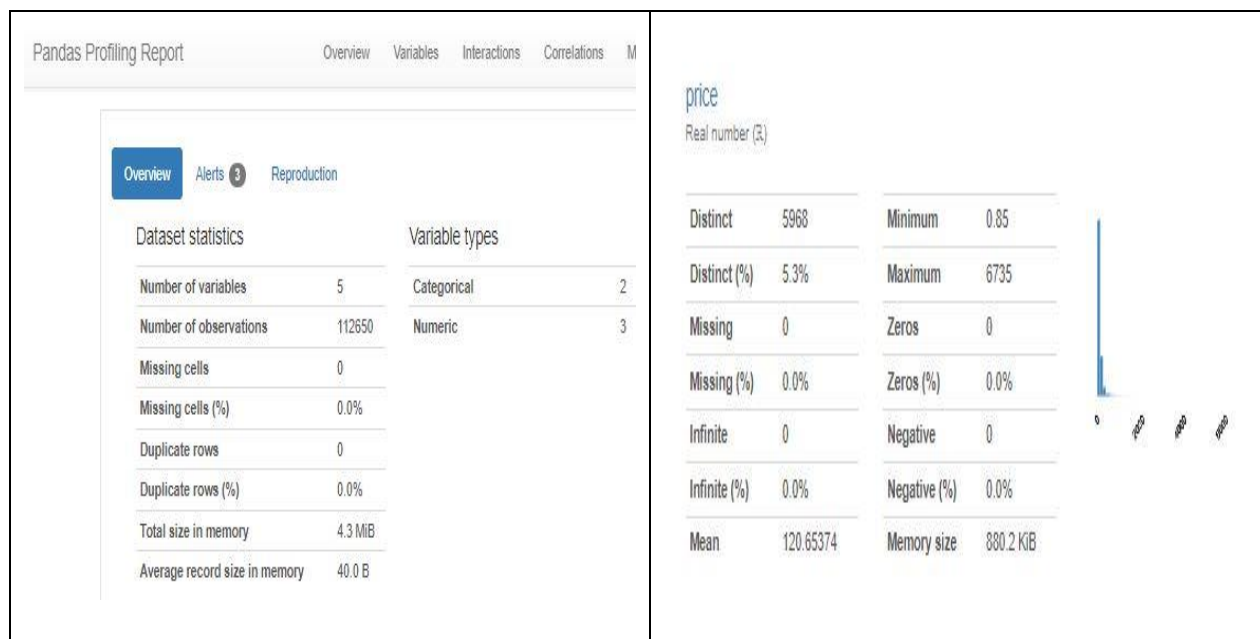 Pandas Profiling Report Overview Variables Interactions Correlations M
Overview Alerts 3 Reproduction
Dataset statistics
Number of variables 5
Number of observations 112650
Missing cells 0
Missing cells (%) 0.0%
Duplicate rows 0
Duplicate rows (%) 0.0%
Total size in memory 4.3 MiB
Average record size in memory 40.0 B
Variable types
Categorical 2
Numeric 3
price
Real number (ℝ)
Distinct 5968
Distinct (%) 5.3%
Missing 0
Missing (%) 0.0%
Infinite 0
Infinite (%) 0.0%
Mean 120.65374
Minimum 0.85
Maximum 6735
Zeros 0
Zeros (%) 0.0%
Negative 0
Negative (%) 0.0%
Memory size 880.2 KiB
0 2000 4000 6000